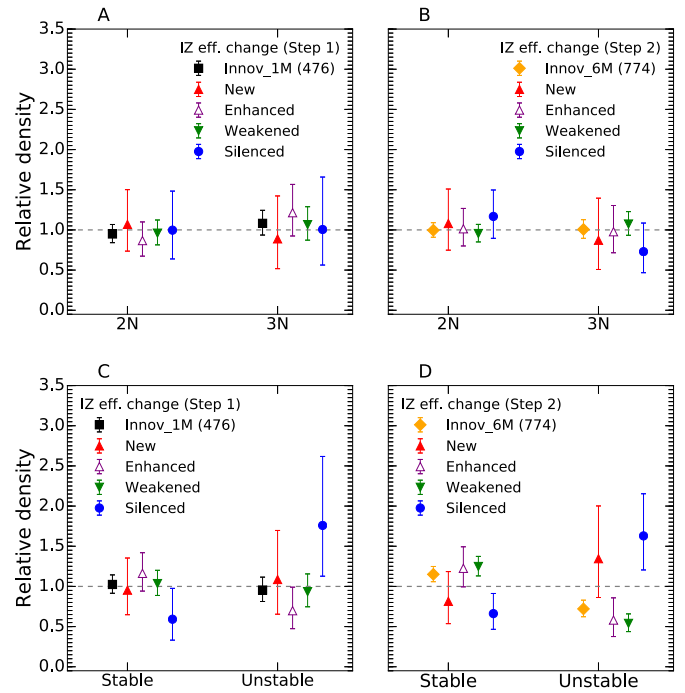 A
B
3.5
3.0
2.5
2.0
1.5
1.0
0.5
0.0
Relative density
IZ eff. change (Step 1)
Innov_1M (476)
New
Enhanced
Weakened
Silenced
2N
3N
IZ eff. change (Step 2)
Innov_6M (774)
New
Enhanced
Weakened
Silenced
2N
3N
C
D
3.5
3.0
2.5
2.0
1.5
1.0
0.5
0.0
Relative density
IZ eff. change (Step 1)
Innov_1M (476)
New
Enhanced
Weakened
Silenced
Stable
Unstable
IZ eff. change (Step 2)
Innov_6M (774)
New
Enhanced
Weakened
Silenced
Stable
Unstable